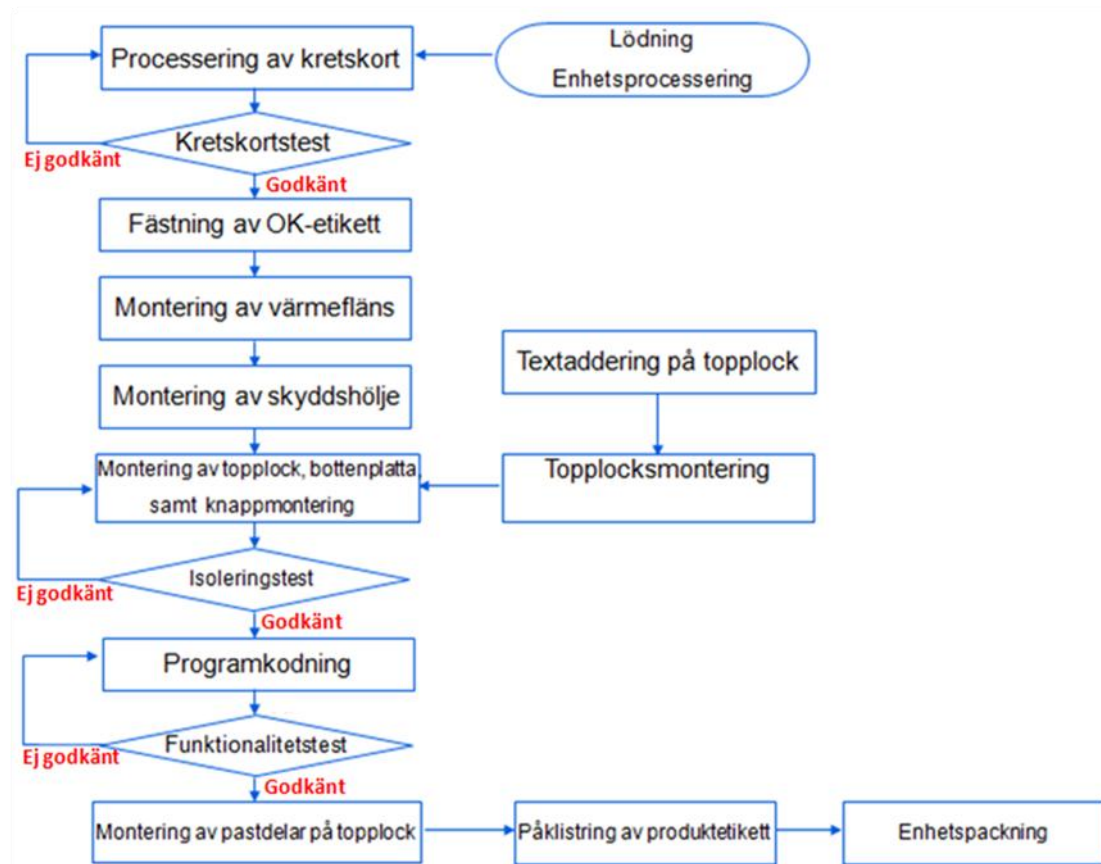 Lödning
Enhetsprocessering
Processering av kretskort
Kretskortstest
Ej godkänt
Godkänt
Fästning av OK-etikett
Montering av värmefläns
Textaddering på topplock
Montering av skyddshölje
Montering av topplock, bottenplatta,
samt knappmontering
Topplocksmontering
Isoleringstest
Ej godkänt
Godkänt
Programkodning
Funktionalitetstest
Ej godkänt
Godkänt
Montering av pastdelar på topplock
Påklistring av produktetikett
Enhetspackning